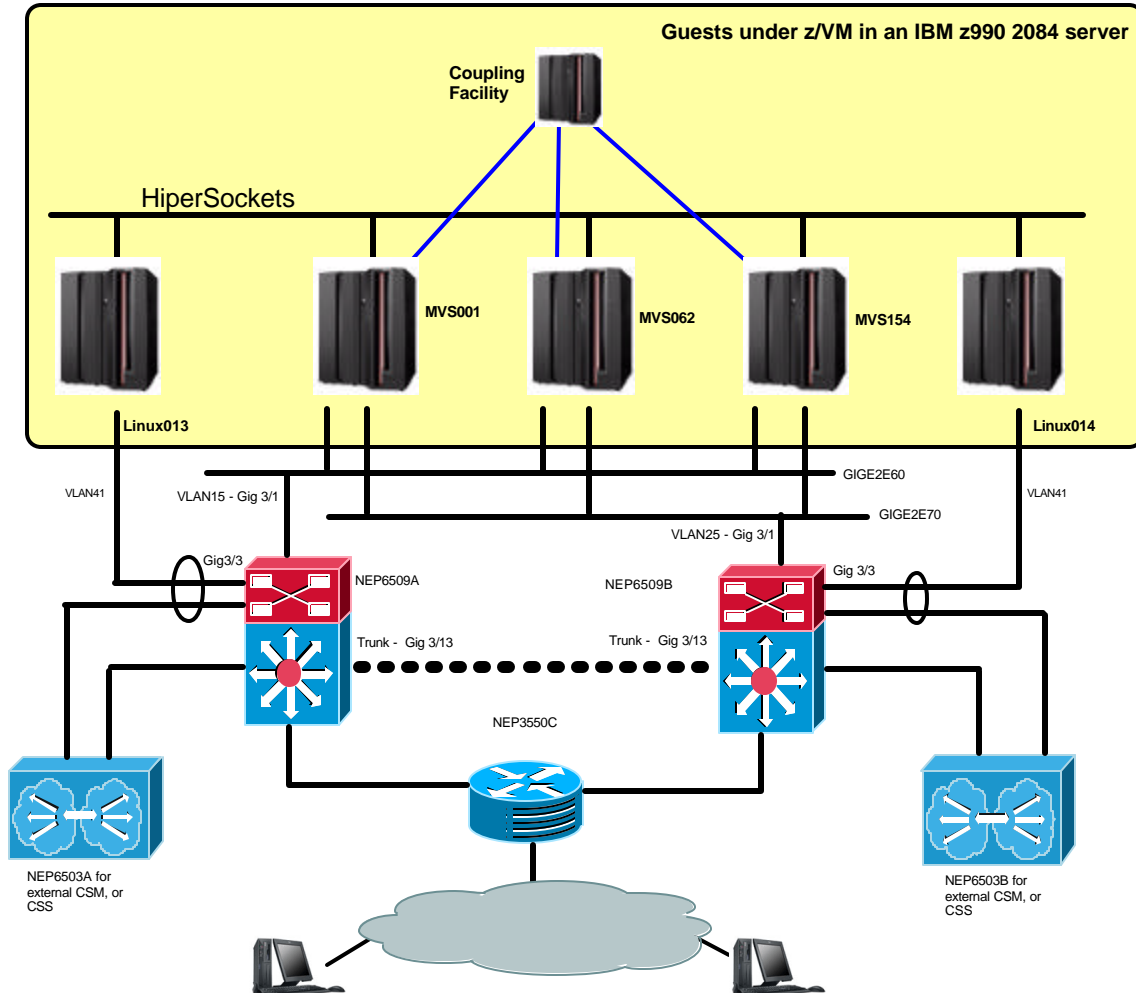 Guests under z/VM in an IBM z990 2084 server
Coupling
Facility
HiperSockets
MVS001
MVS062
MVS154
Linux013
Linux014
GIGE2E60
VLAN41
VLAN15 - Gig 3/1
VLAN41
GIGE2E70
VLAN25 - Gig 3/1
Gig3/3
NEP6509A
NEP6509B
Gig 3/3
Trunk - Gig 3/13
Trunk - Gig 3/13
NEP3550C
NEP6503A for
external CSM, or
CSS
NEP6503B for
external CSM, or
CSS